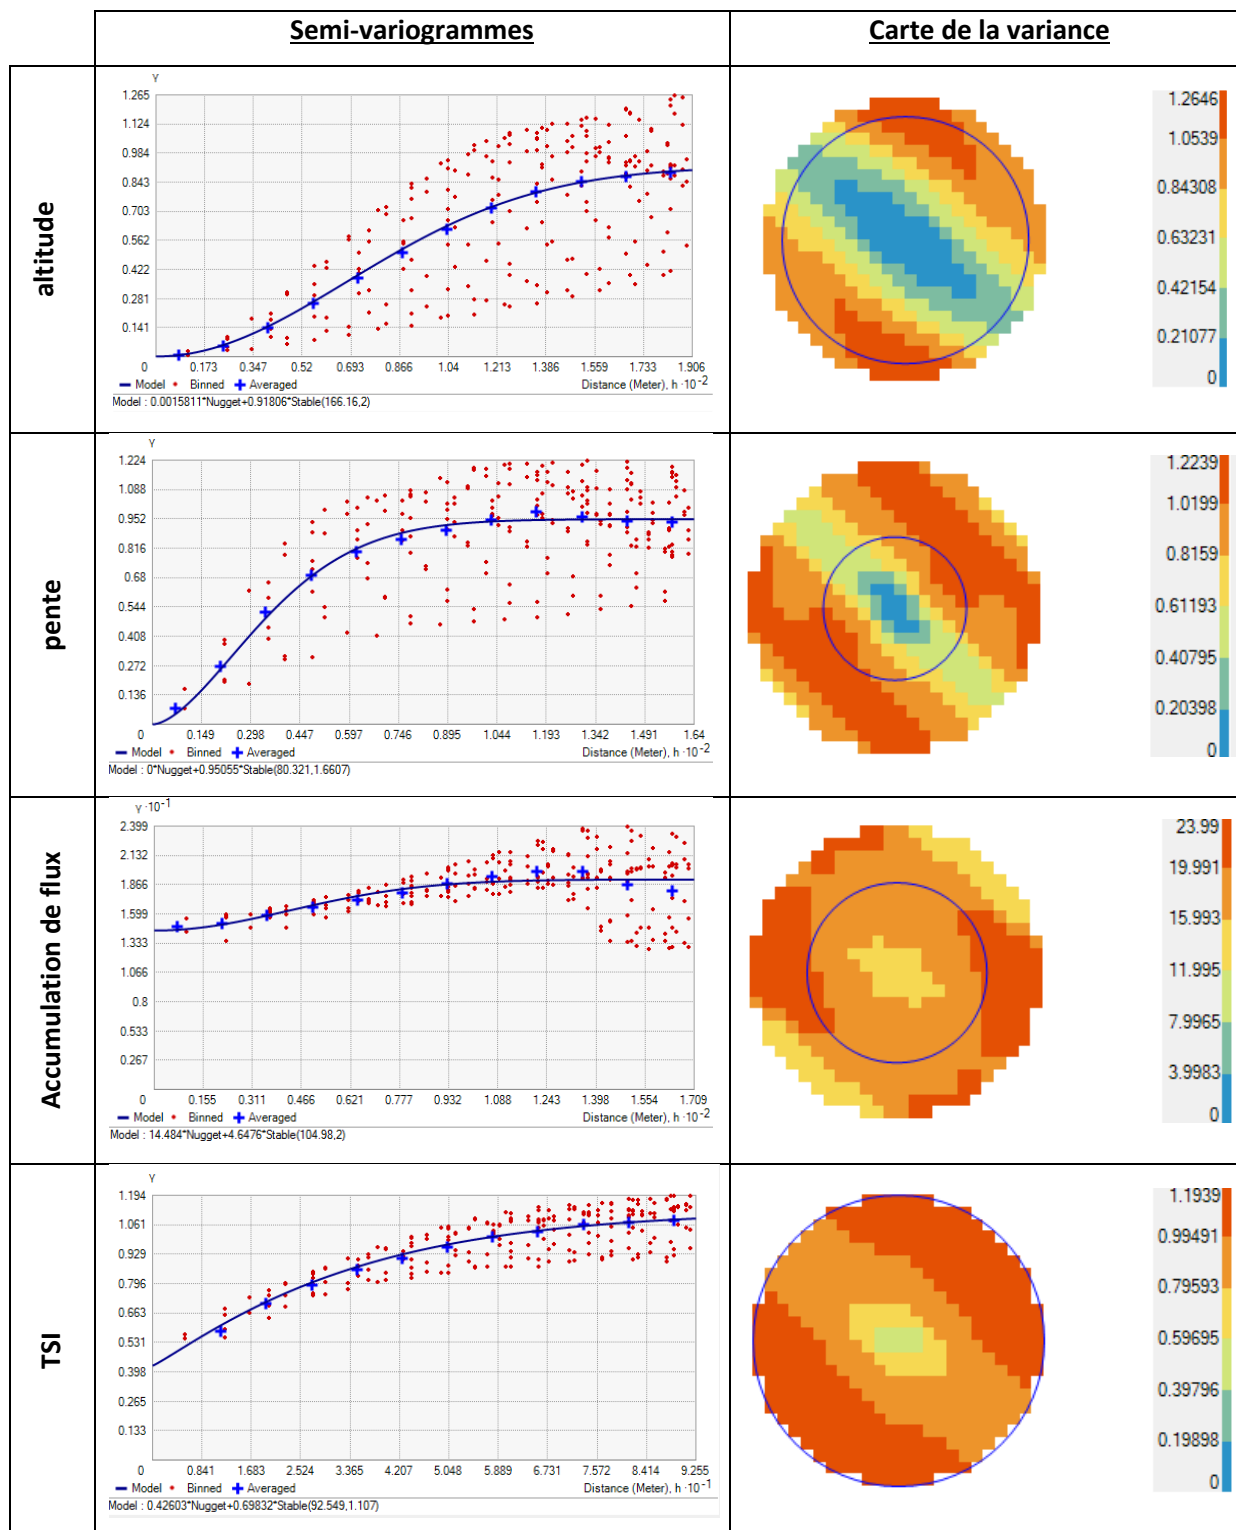 Semi-variogrammes
Carte de la variance
altitude
Y
1.265
1.124
0.984
0.843
0.703
0.562
0.422
0.281
0.141
0 0.173 0.347 0.52 0.693 0.866 1.04 1.213 1.386 1.559 1.733 1.906
Model Binned Averaged Distance (Meter), h ·10-2
Model : 0.0015811*Nugget+0.91806*Stable(166.16,2)
1.2646
1.0539
0.84308
0.63231
0.42154
0.21077
0
pente
Y
1.224
1.088
0.952
0.816
0.68
0.544
0.408
0.272
0.136
0 0.149 0.298 0.447 0.597 0.746 0.895 1.044 1.193 1.342 1.491 1.64
Model Binned Averaged Distance (Meter), h ·10-2
Model : 0*Nugget+0.95055*Stable(80.321,1.6607)
1.2239
1.0199
0.8159
0.61193
0.40795
0.20398
0
Accumulation de flux
Y ·10-1
2.399
2.132
1.866
1.599
1.333
1.066
0.8
0.533
0.267
0 0.155 0.311 0.466 0.621 0.777 0.932 1.088 1.243 1.398 1.554 1.709
Model Binned Averaged Distance (Meter), h ·10-2
Model : 14.484*Nugget+4.6476*Stable(104.98,2)
23.99
19.991
15.993
11.995
7.9965
3.9983
0
TSI
Y
1.194
1.061
0.929
0.796
0.663
0.531
0.398
0.265
0.133
0 0.841 1.683 2.524 3.365 4.207 5.048 5.889 6.731 7.572 8.414 9.255
Model Binned Averaged Distance (Meter), h ·10-1
Model : 0.42603*Nugget+0.69832*Stable(92.549,1.107)
1.1939
0.99491
0.79593
0.59695
0.39796
0.19898
0